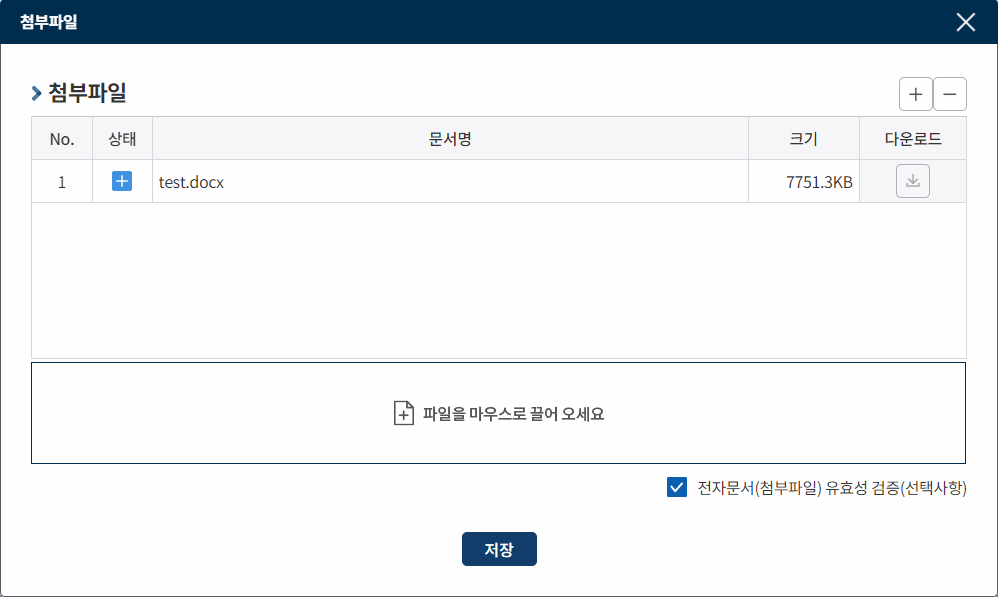 첨부파일
첨부파일
No. 상태 문서명 크기 다운로드
1 test.docx 7751.3KB
파일을 마우스로 끌어 오세요
전자문서(첨부파일) 유효성 검증(선택사항)
저장